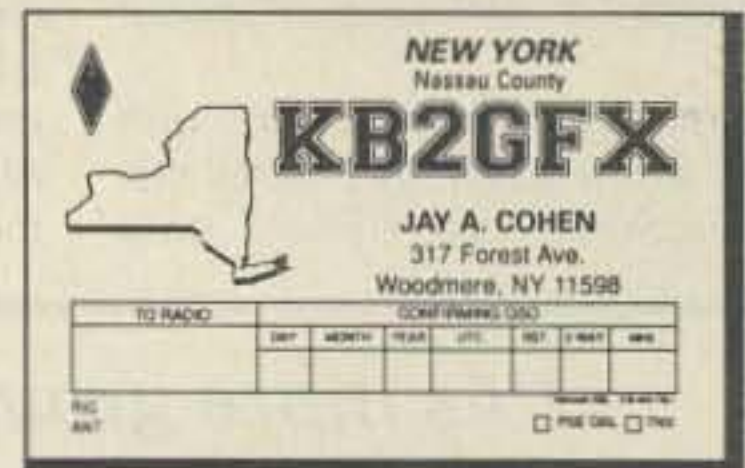 NEW YORK
Nassau County
KB2GFX
JAY A. COHEN
317 Forest Ave.
Woodmere, NY 11598
TO RADIO CONFIRMING QSO
DAY MONTH YEAR UTC RST 2-WAY MHz
RIG
ANT
PSE QSL TNX